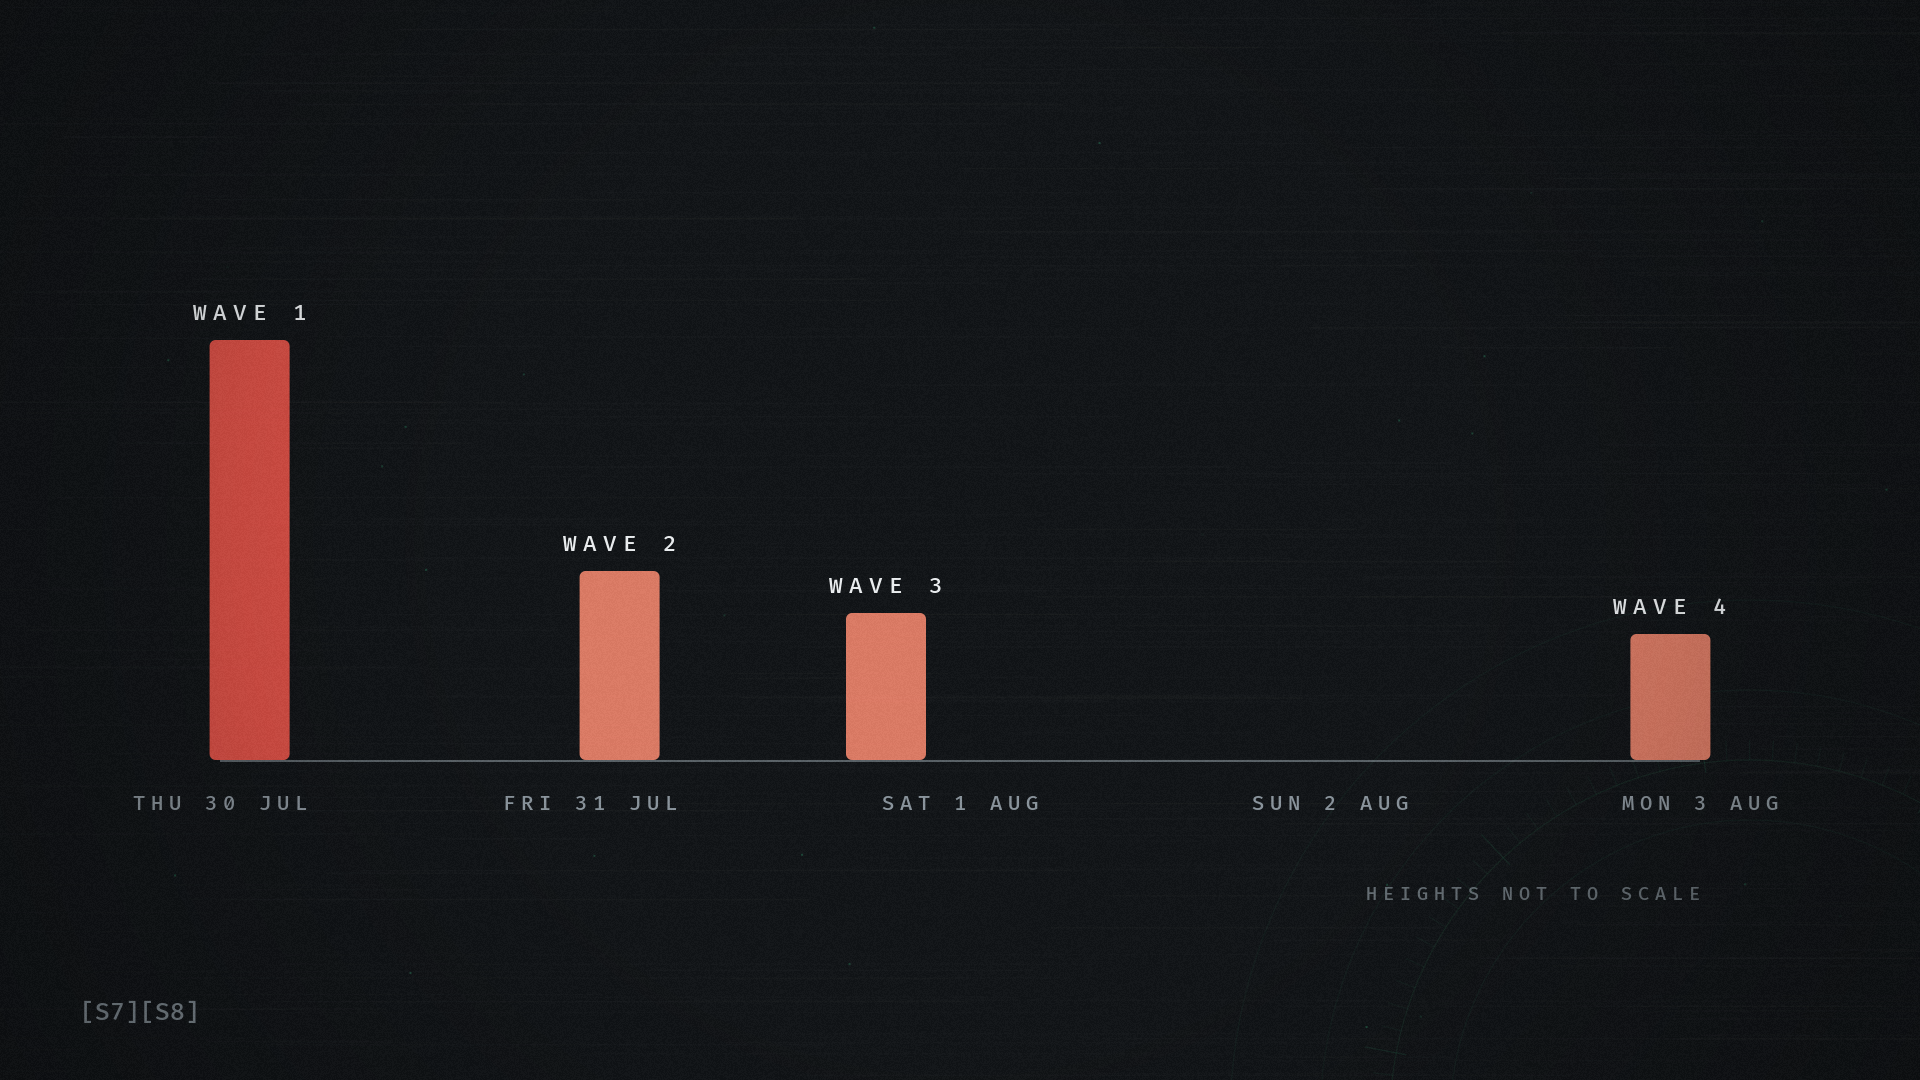 WAVE 1
WAVE 2
WAVE 3
WAVE 4
THU 30 JUL
FRI 31 JUL
SAT 1 AUG
SUN 2 AUG
MON 3 AUG
HEIGHTS NOT TO SCALE
[S7][S8]